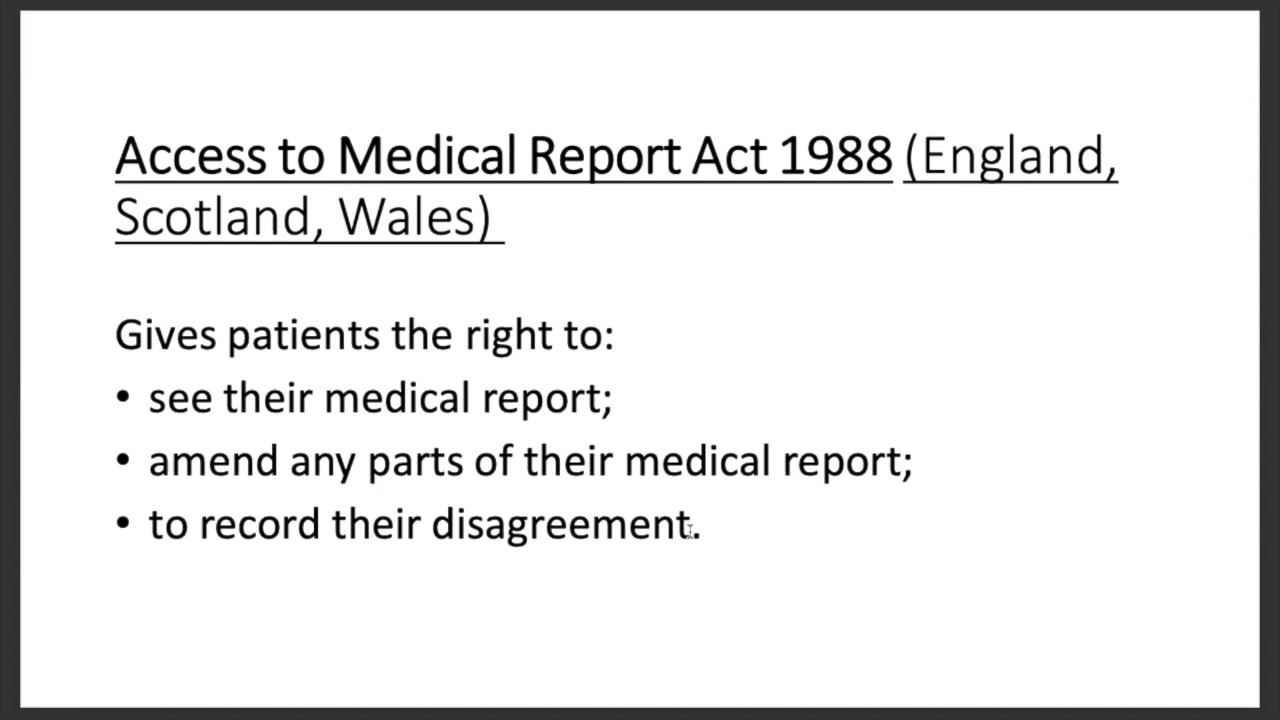 Access to Medical Report Act 1988 (England,
Scotland, Wales)
Gives patients the right to:
• see their medical report;
• amend any parts of their medical report;
• to record their disagreement.